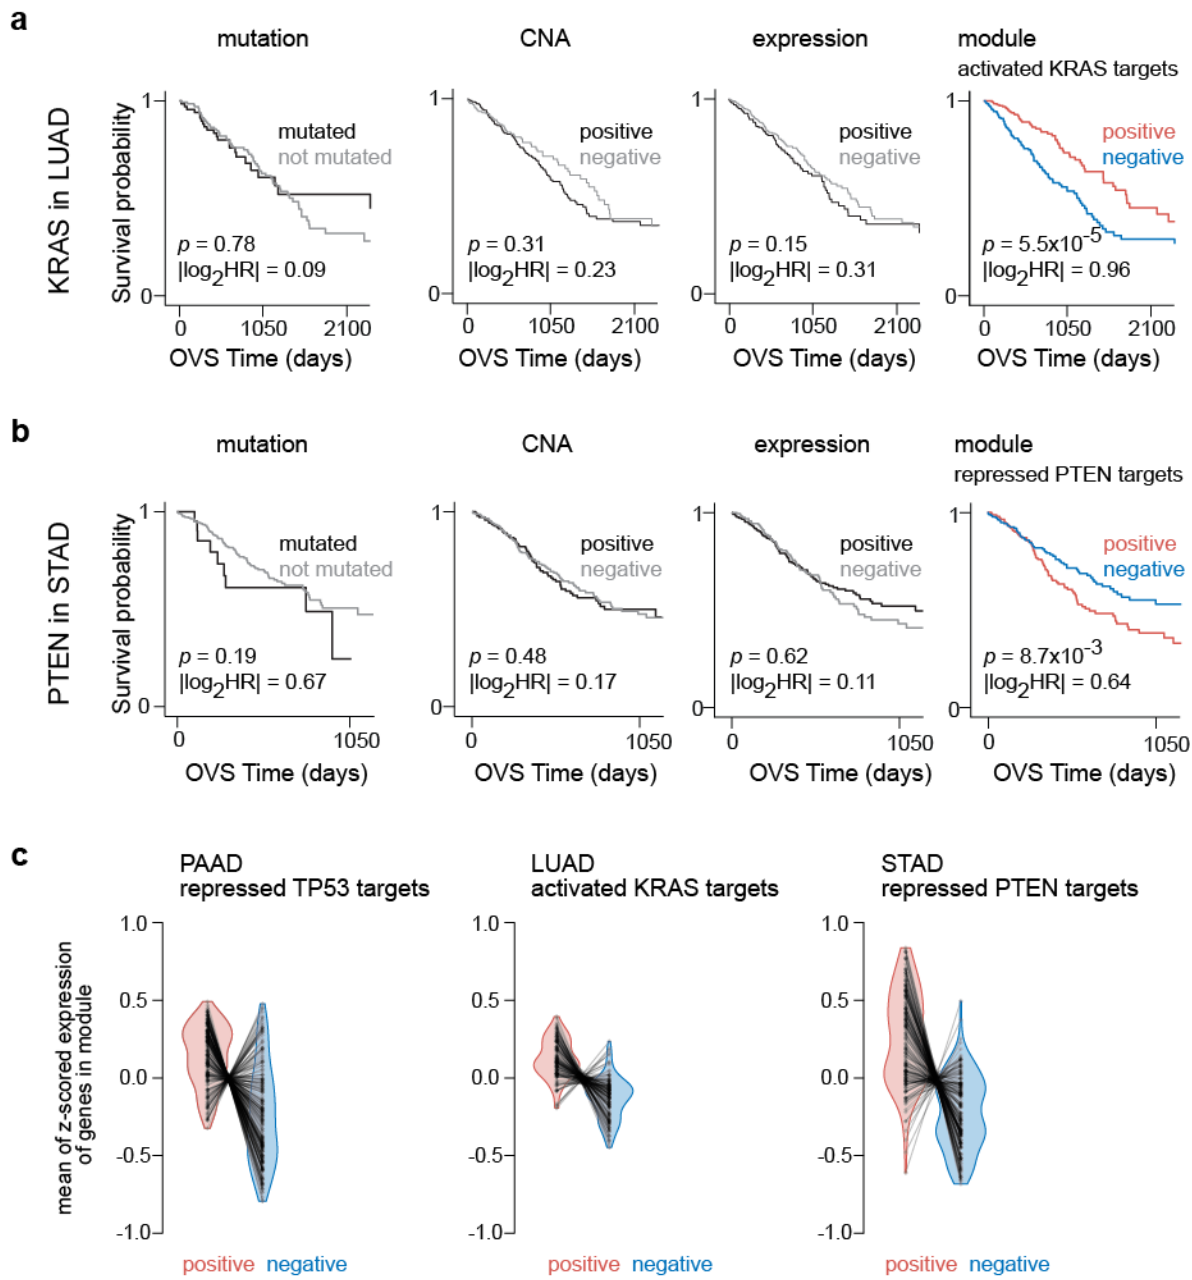 a
mutation
CNA
expression
module
activated KRAS targets
KRAS in LUAD
Survival probability
1
0
mutated
not mutated
p = 0.78
|log2HR| = 0.09
0 1050 2100
OVS Time (days)
1
0
positive
negative
p = 0.31
|log2HR| = 0.23
0 1050 2100
OVS Time (days)
1
0
positive
negative
p = 0.15
|log2HR| = 0.31
0 1050 2100
OVS Time (days)
1
0
positive
negative
p = 5.5x10-5
|log2HR| = 0.96
0 1050 2100
OVS Time (days)
b
mutation
CNA
expression
module
repressed PTEN targets
PTEN in STAD
Survival probability
1
0
mutated
not mutated
p = 0.19
|log2HR| = 0.67
0 1050
OVS Time (days)
1
0
positive
negative
p = 0.48
|log2HR| = 0.17
0 1050
OVS Time (days)
1
0
positive
negative
p = 0.62
|log2HR| = 0.11
0 1050
OVS Time (days)
1
0
positive
negative
p = 8.7x10-3
|log2HR| = 0.64
0 1050
OVS Time (days)
c
mean of z-scored expression
of genes in module
PAAD
repressed TP53 targets
1.0
0.5
0.0
-0.5
-1.0
positive negative
LUAD
activated KRAS targets
1.0
0.5
0.0
-0.5
-1.0
positive negative
STAD
repressed PTEN targets
1.0
0.5
0.0
-0.5
-1.0
positive negative